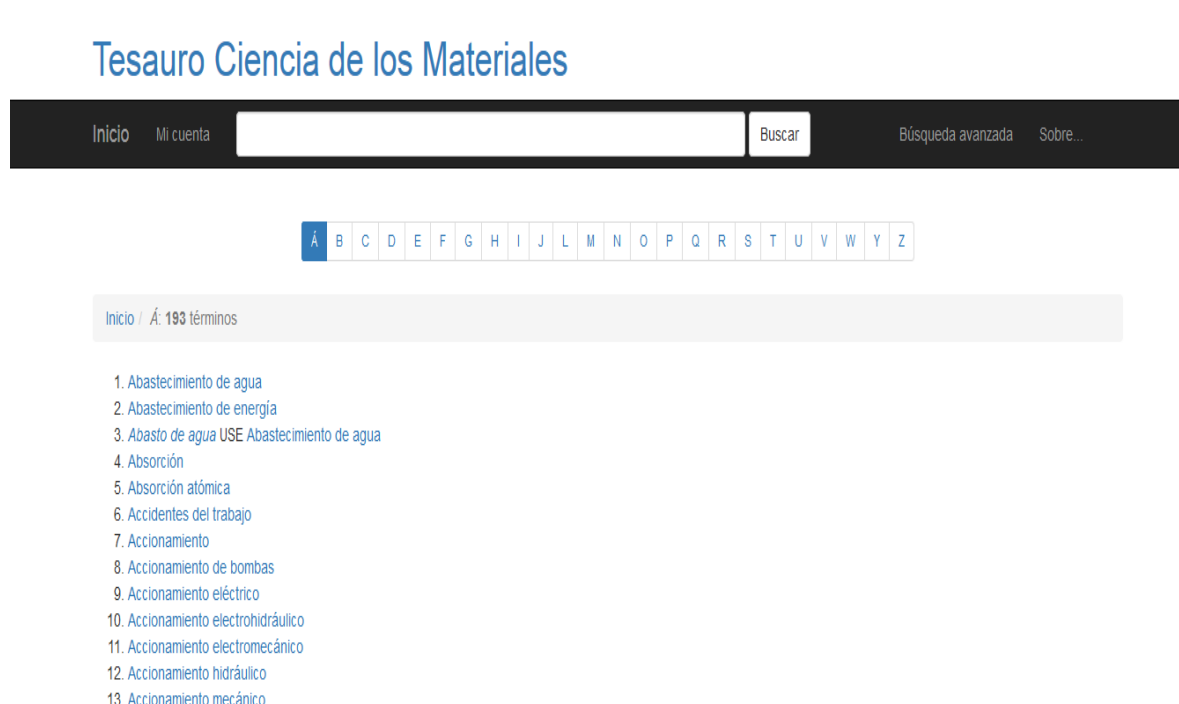 Tesauro Ciencia de los Materiales
Inicio Mi cuenta Buscar Búsqueda avanzada Sobre...
Á B C D E F G H I J L M N O P Q R S T U V W Y Z
Inicio / Á: 193 términos
1. Abastecimiento de agua
2. Abastecimiento de energía
3. Abasto de agua USE Abastecimiento de agua
4. Absorción
5. Absorción atómica
6. Accidentes del trabajo
7. Accionamiento
8. Accionamiento de bombas
9. Accionamiento eléctrico
10. Accionamiento electrohidráulico
11. Accionamiento electromecánico
12. Accionamiento hidráulico
13. Accionamiento mecánico